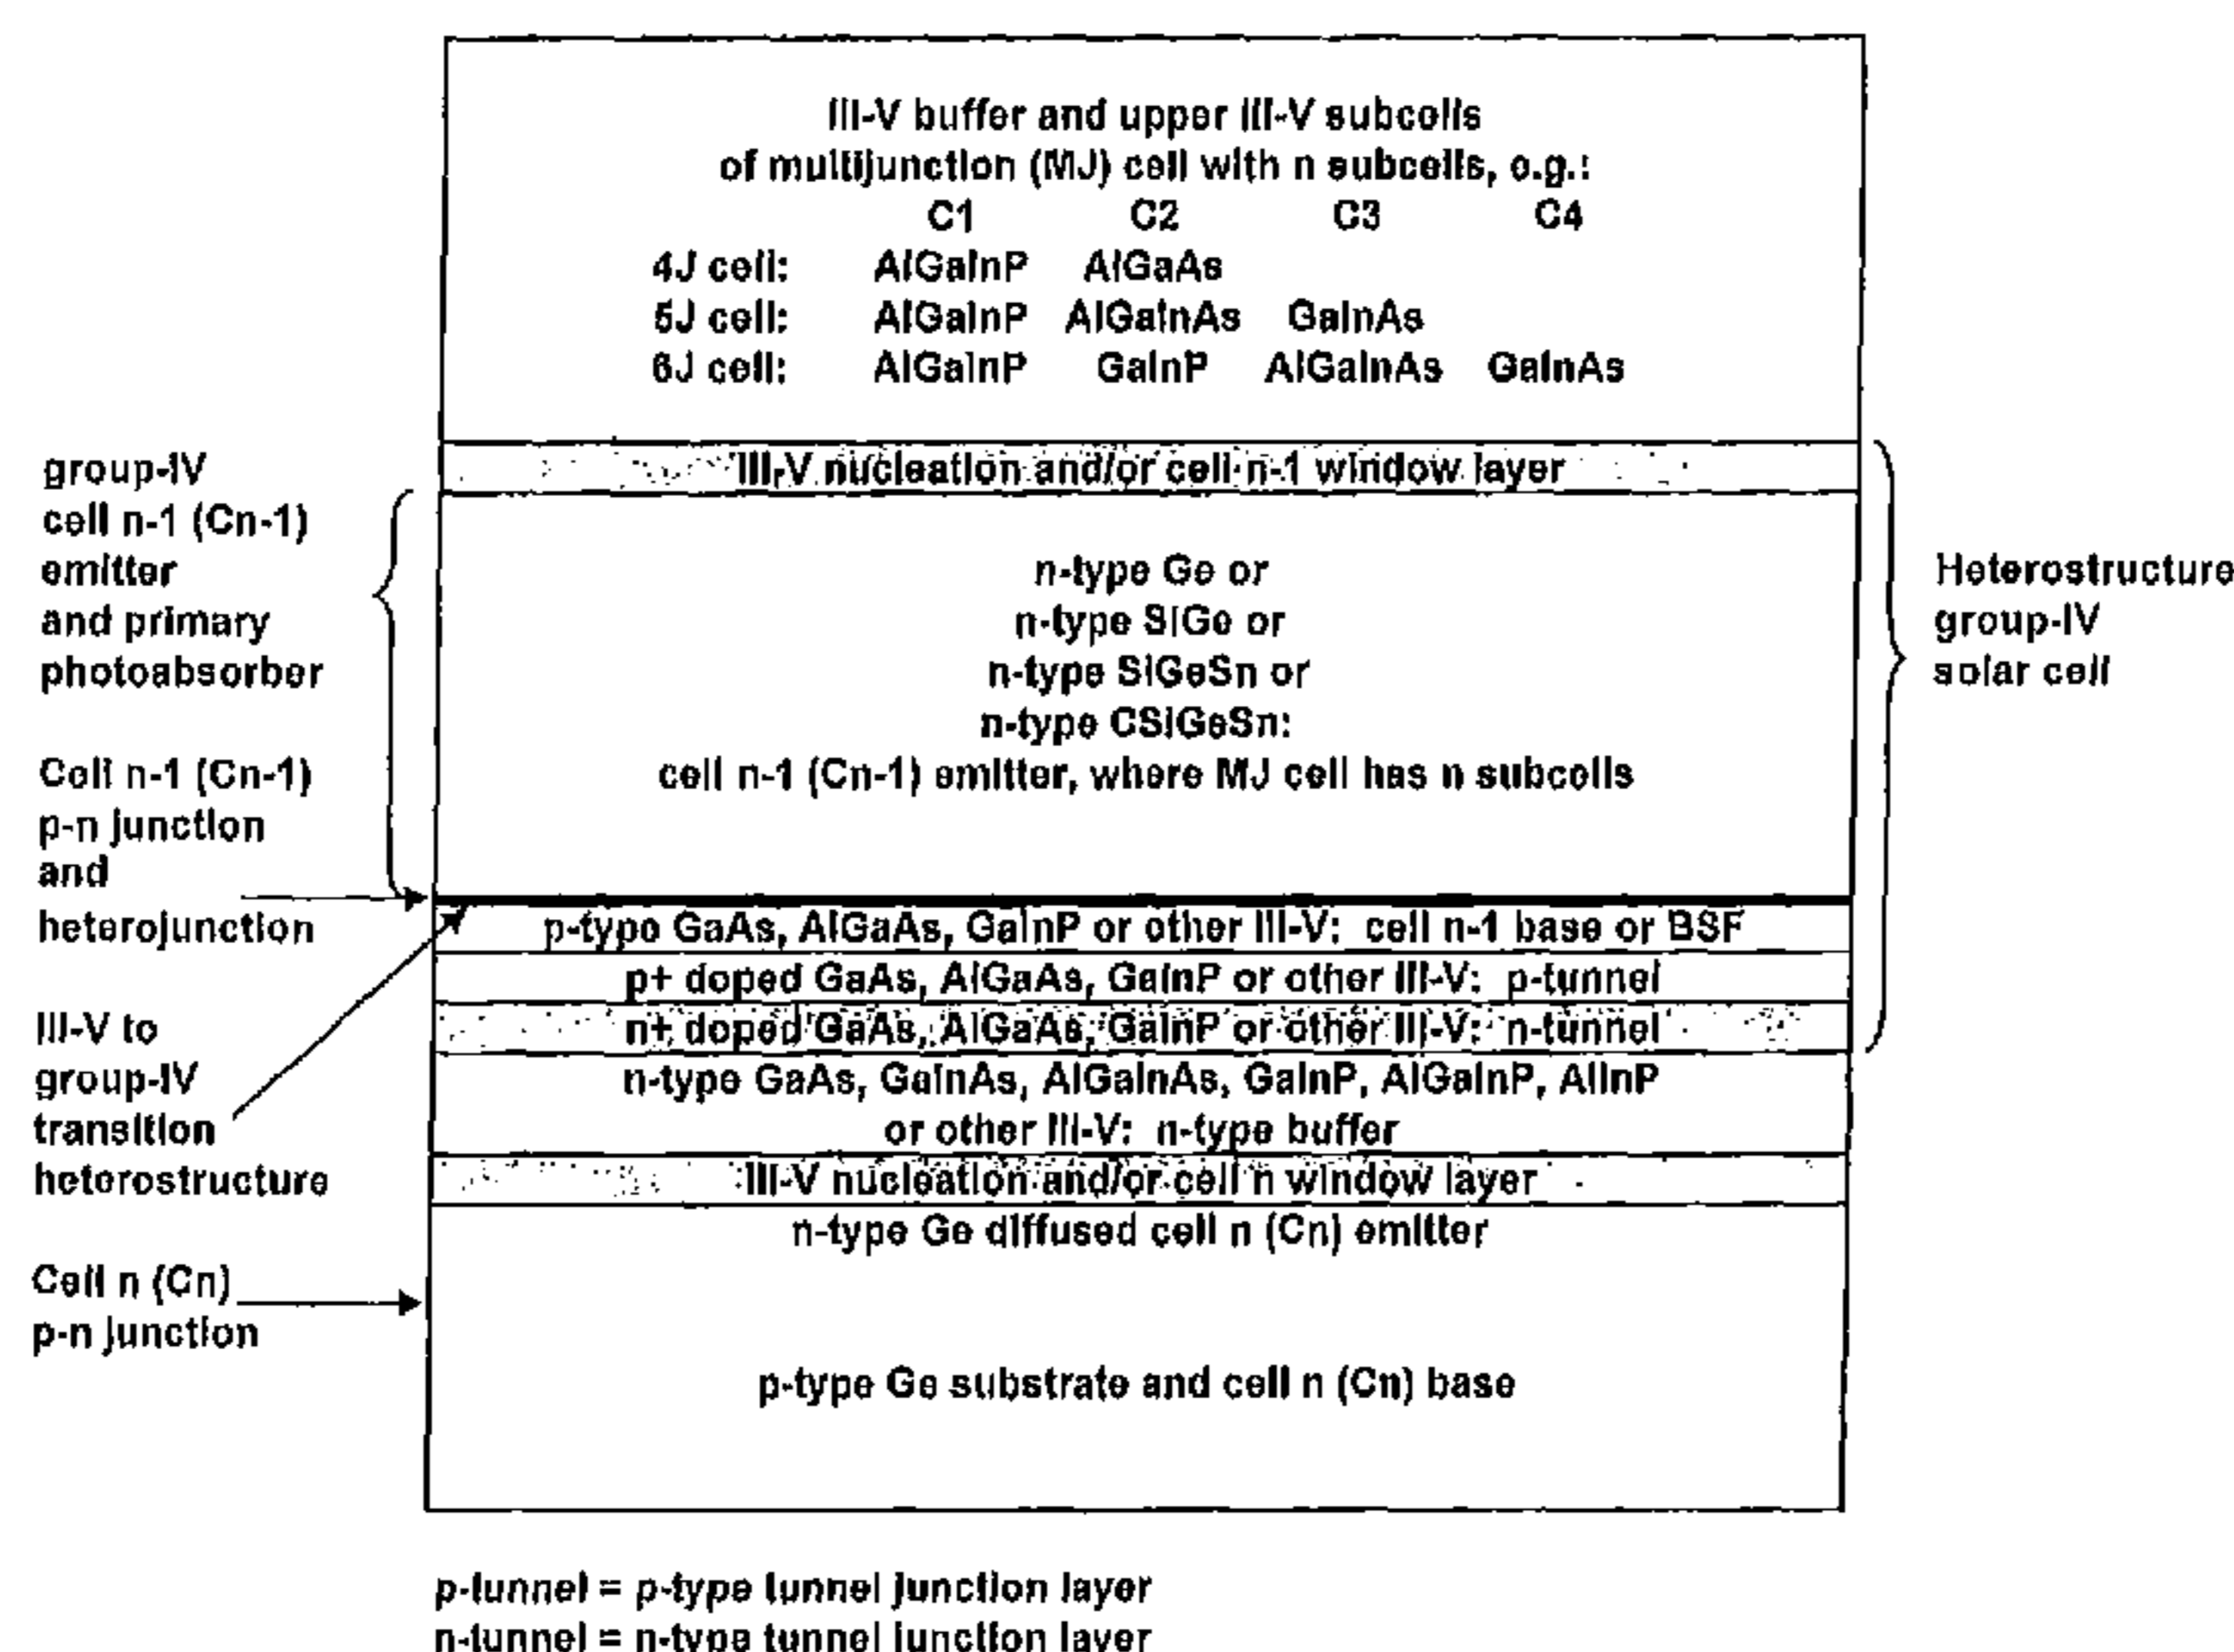 III-V buffer and upper III-V subcells
of multijunction (MJ) cell with n subcells, e.g.:
C1 C2 C3 C4
4J cell: AlGaInP AlGaAs
5J cell: AlGaInP AlGaInAs GaInAs
6J cell: AlGaInP GaInP AlGaInAs GaInAs
III-V nucleation and/or cell n-1 window layer
group-IV
cell n-1 (Cn-1)
emitter
and primary
photoabsorber
n-type Ge or
n-type SiGe or
n-type SiGeSn or
n-type CSiGeSn:
cell n-1 (Cn-1) emitter, where MJ cell has n subcells
Heterostructure
group-IV
solar cell
Cell n-1 (Cn-1)
p-n junction
and
heterojunction
p-type GaAs, AlGaAs, GaInP or other III-V: cell n-1 base or BSF
p+ doped GaAs, AlGaAs, GaInP or other III-V: p-tunnel
n+ doped GaAs, AlGaAs, GaInP or other III-V: n-tunnel
n-type GaAs, GaInAs, AlGaInAs, GaInP, AlGaInP, AlInP
or other III-V: n-type buffer
III-V to
group-IV
transition
heterostructure
III-V nucleation and/or cell n window layer
n-type Ge diffused cell n (Cn) emitter
Cell n (Cn)
p-n junction
p-type Ge substrate and cell n (Cn) base
p-tunnel = p-type tunnel junction layer
n-tunnel = n-type tunnel junction layer